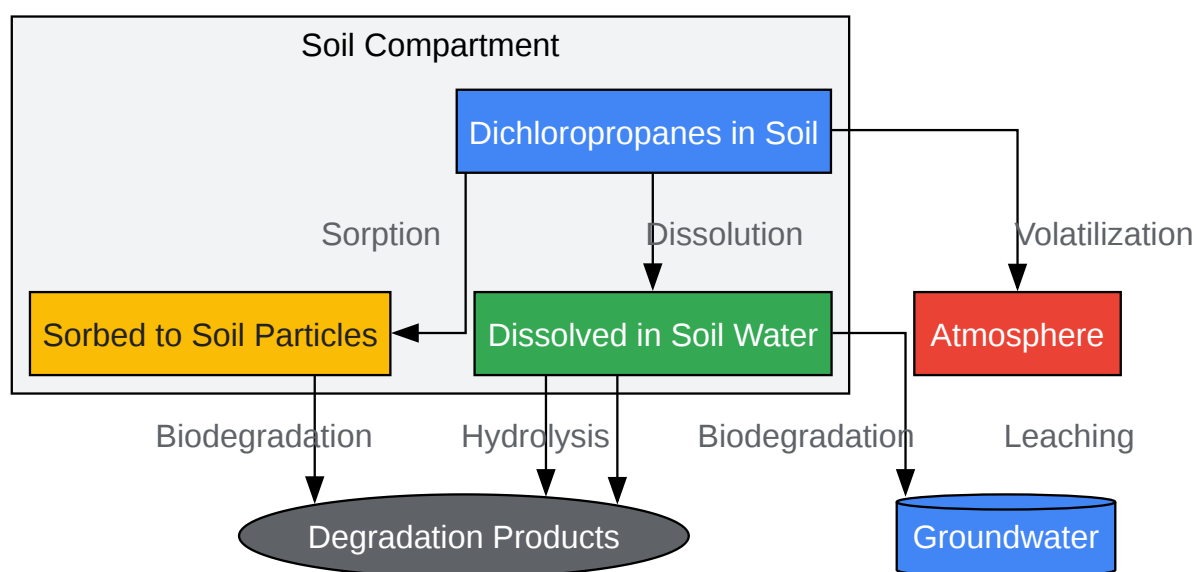 Soil Compartment
Dichloropropanes in Soil
Sorption
Dissolution
Volatilization
Sorbed to Soil Particles
Dissolved in Soil Water
Atmosphere
Biodegradation
Hydrolysis
Biodegradation
Leaching
Degradation Products
Groundwater